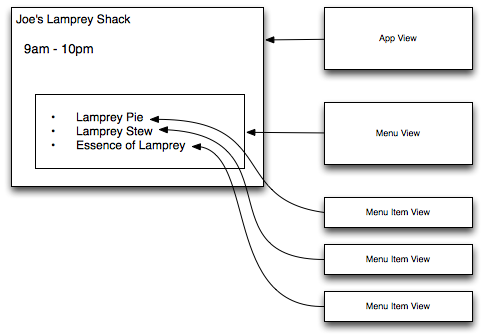 Joe's Lamprey Shack
9am - 10pm
• Lamprey Pie
• Lamprey Stew
• Essence of Lamprey
App View
Menu View
Menu Item View
Menu Item View
Menu Item View